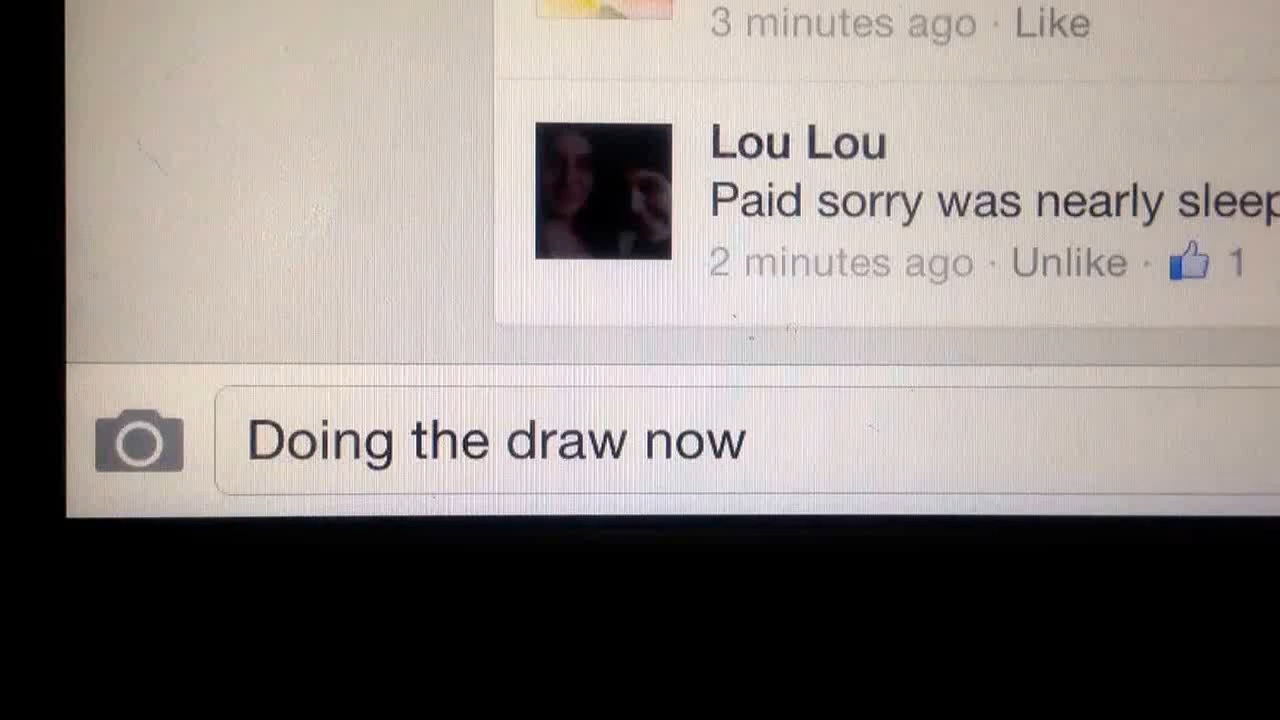 3 minutes ago · Like
Lou Lou
Paid sorry was nearly
2 minutes ago · Unlike · 1
Doing the draw now